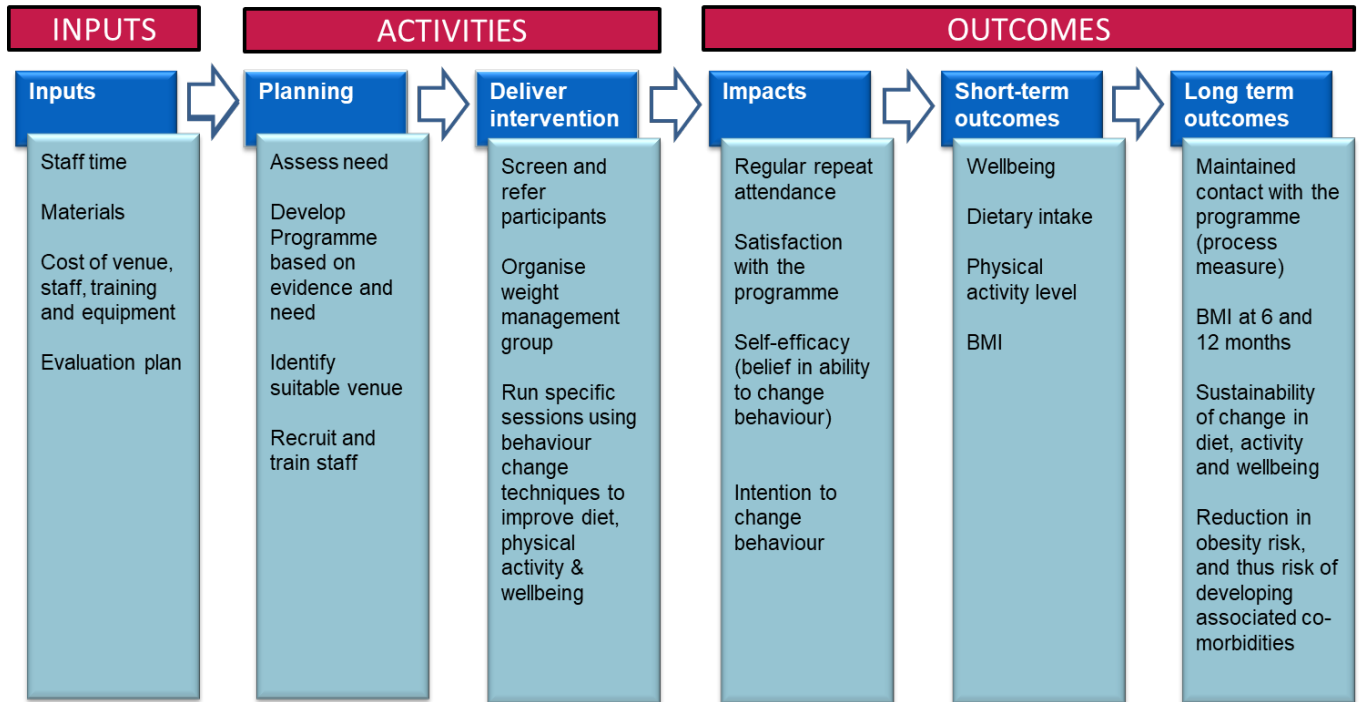 INPUTS
ACTIVITIES
OUTCOMES
Inputs
Staff time
Materials
Cost of venue,
staff, training
and equipment
Evaluation plan
Planning
Assess need
Develop
Programme
based on
evidence and
need
Identify
suitable venue
Recruit and
train staff
Deliver
intervention
Screen and
refer
participants
Organise
weight
management
group
Run specific
sessions using
behaviour
change
techniques to
improve diet,
physical
activity &
wellbeing
Impacts
Regular repeat
attendance
Satisfaction
with the
programme
Self-efficacy
(belief in ability
to change
behaviour)
Intention to
change
behaviour
Short-term
outcomes
Wellbeing
Dietary intake
Physical
activity level
BMI
Long term
outcomes
Maintained
contact with the
programme
(process
measure)
BMI at 6 and
12 months
Sustainability
of change in
diet, activity
and wellbeing
Reduction in
obesity risk,
and thus risk of
developing
associated co-
morbidities